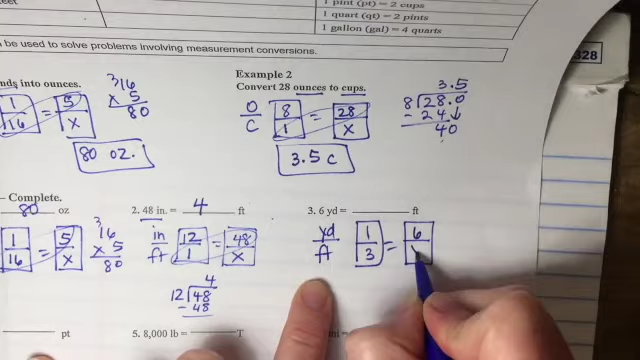 1 pint (pt) = 2 cups
1 quart (qt) = 2 pints
1 gallon (gal) = 4 quarts
be used to solve problems involving measurement conversions.
328
into ounces.
1/16 = 5/x
316
x 5
80
80 oz.
Example 2
Convert 28 ounces to cups.
O/C 8/1 = 28/x
3.5 C
3.5
8 28.0
- 24
40
Complete.
80 oz
1/16 = 5/x
316
x 5
80
2. 48 in. = 4 ft
in/ft 12/1 = 48/x
4
12 48
- 48
3. 6 yd = ____ ft
yd/ft 1/3 = 6
____ pt
5. 8,000 lb = ____ T
mi =